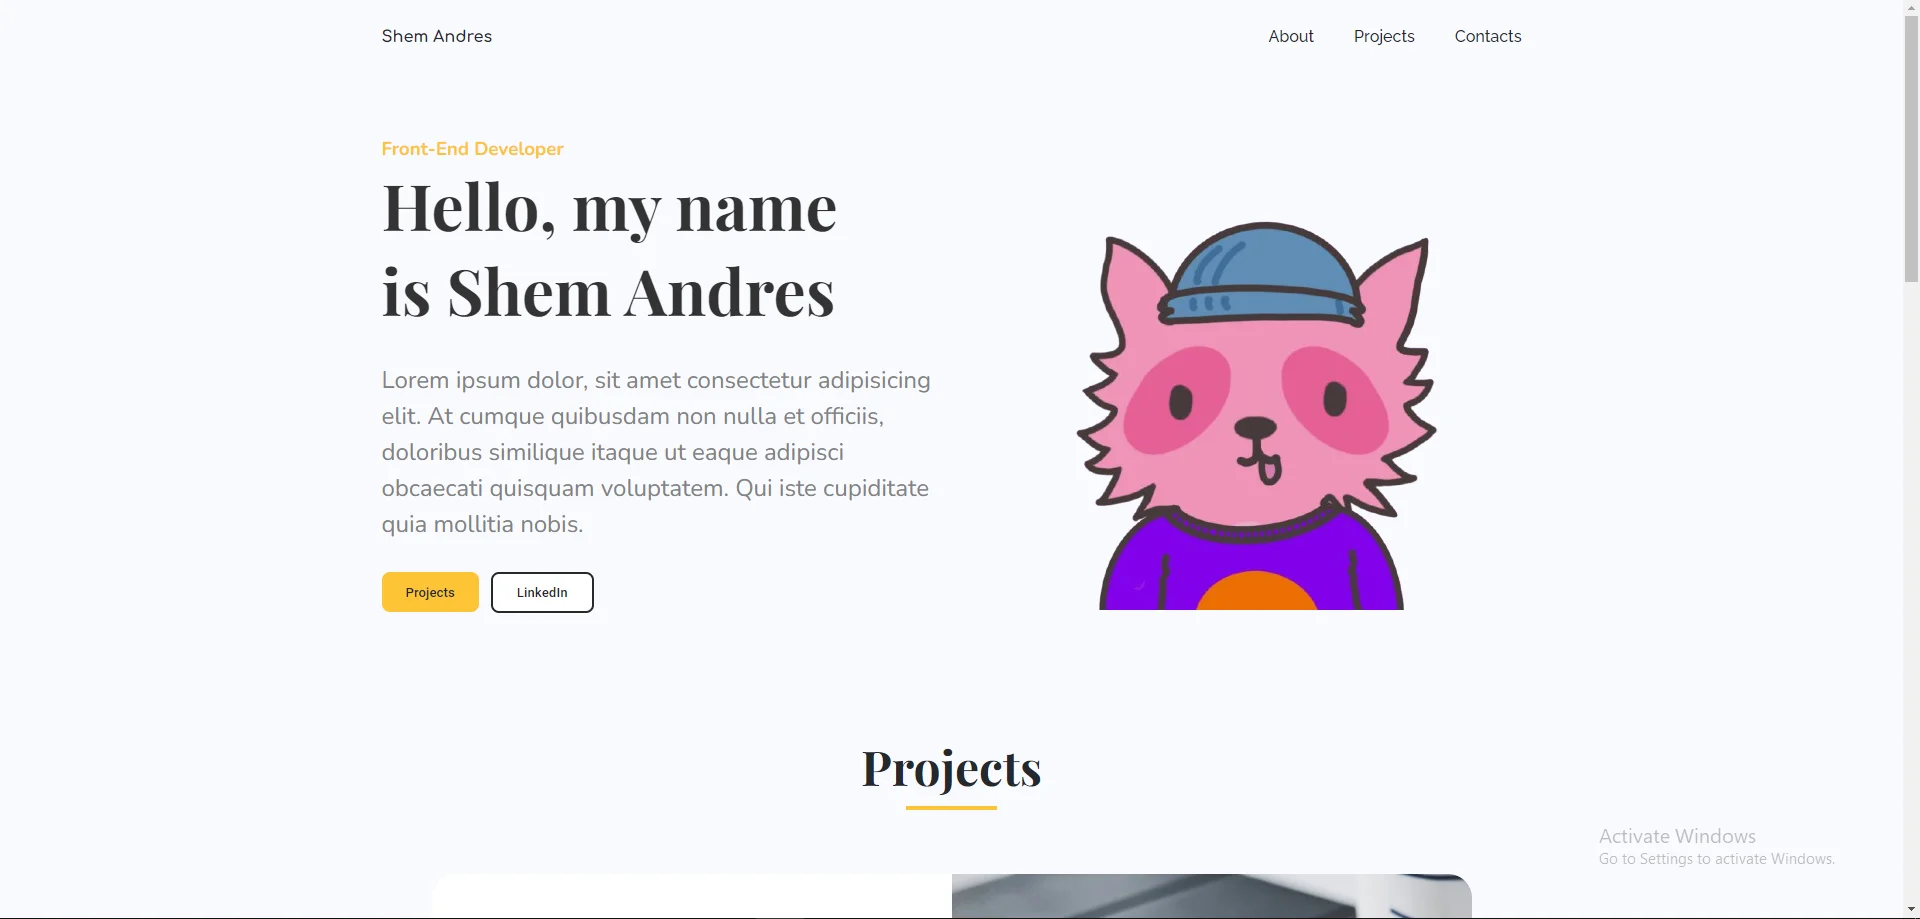 Shem Andres
About Projects Contacts
Front-End Developer
Hello, my name
is Shem Andres
Lorem ipsum dolor, sit amet consectetur adipisicing
elit. At cumque quibusdam non nulla et officiis,
doloribus similique itaque ut eaque adipisci
obcaecati quisquam voluptatem. Qui iste cupiditate
quia mollitia nobis.
Projects LinkedIn
Projects
Activate Windows
Go to Settings to activate Windows.